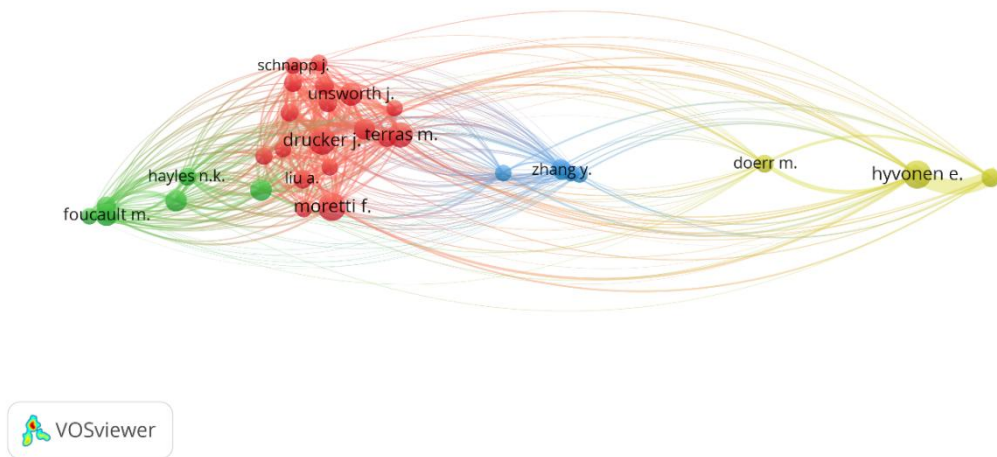 schnapp j.
unsworth j.
drucker j.
terras m.
zhang y.
doerr m.
hayles n.k.
liu a.
hyvonen e.
foucault m.
moretti f.
VOSviewer